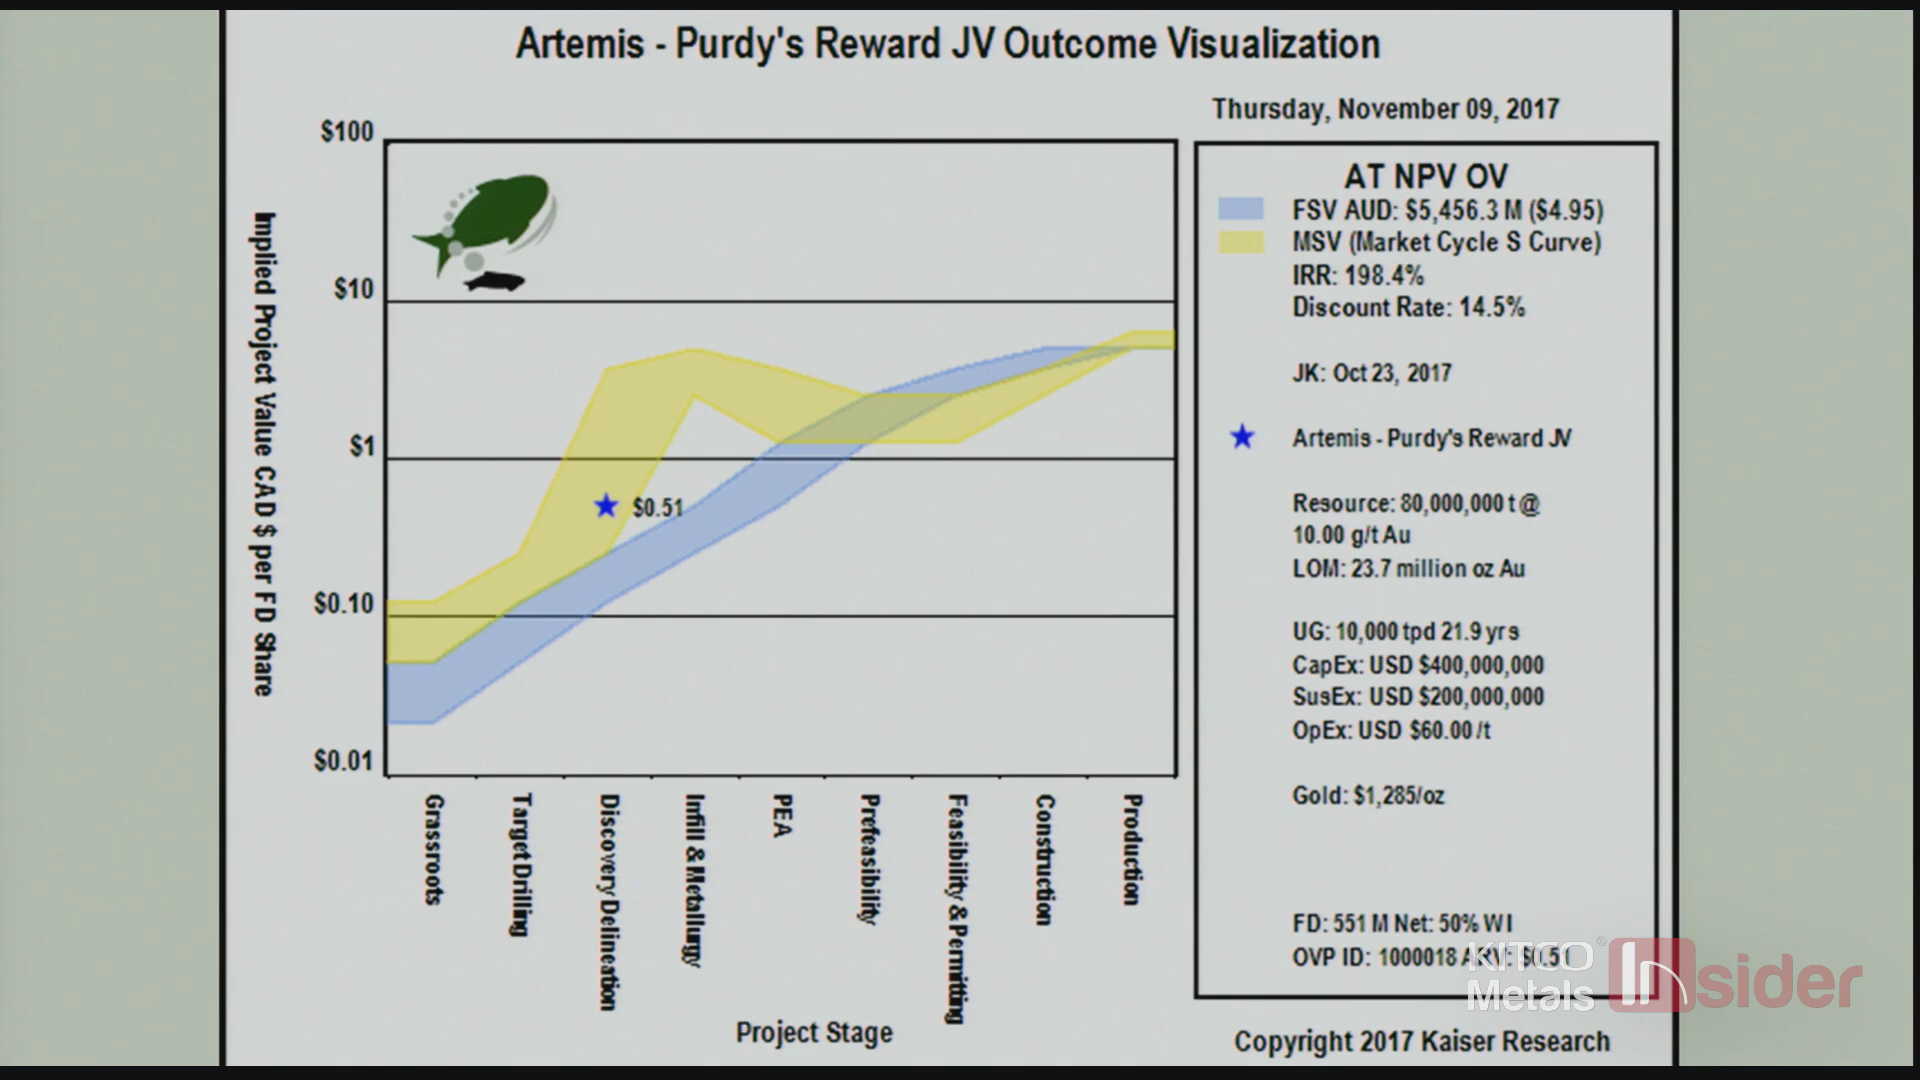 Artemis - Purdy's Reward JV Outcome Visualization
Thursday, November 09, 2017
$100
$10
$1
$0.10
$0.01
Implied Project Value CAD $ per FD Share
$0.51
Grassroots
Target Drilling
Discovery Delineation
Infill & Metallurgy
PEA
Prefeasibility
Feasibility & Permitting
Construction
Production
Project Stage
AT NPV OV
FSV AUD: $5,456.3 M ($4.95)
MSV (Market Cycle S Curve)
IRR: 198.4%
Discount Rate: 14.5%
JK: Oct 23, 2017
Artemis - Purdy's Reward JV
Resource: 80,000,000 t @
10.00 g/t Au
LOM: 23.7 million oz Au
UG: 10,000 tpd 21.9 yrs
CapEx: USD $400,000,000
SusEx: USD $200,000,000
OpEx: USD $60.00 /t
Gold: $1,285/oz
FD: 551 M Net: 50% WI
OVP ID: 1000018 ARV: $0.51
KITCO®
Metals
INsider
Copyright 2017 Kaiser Research